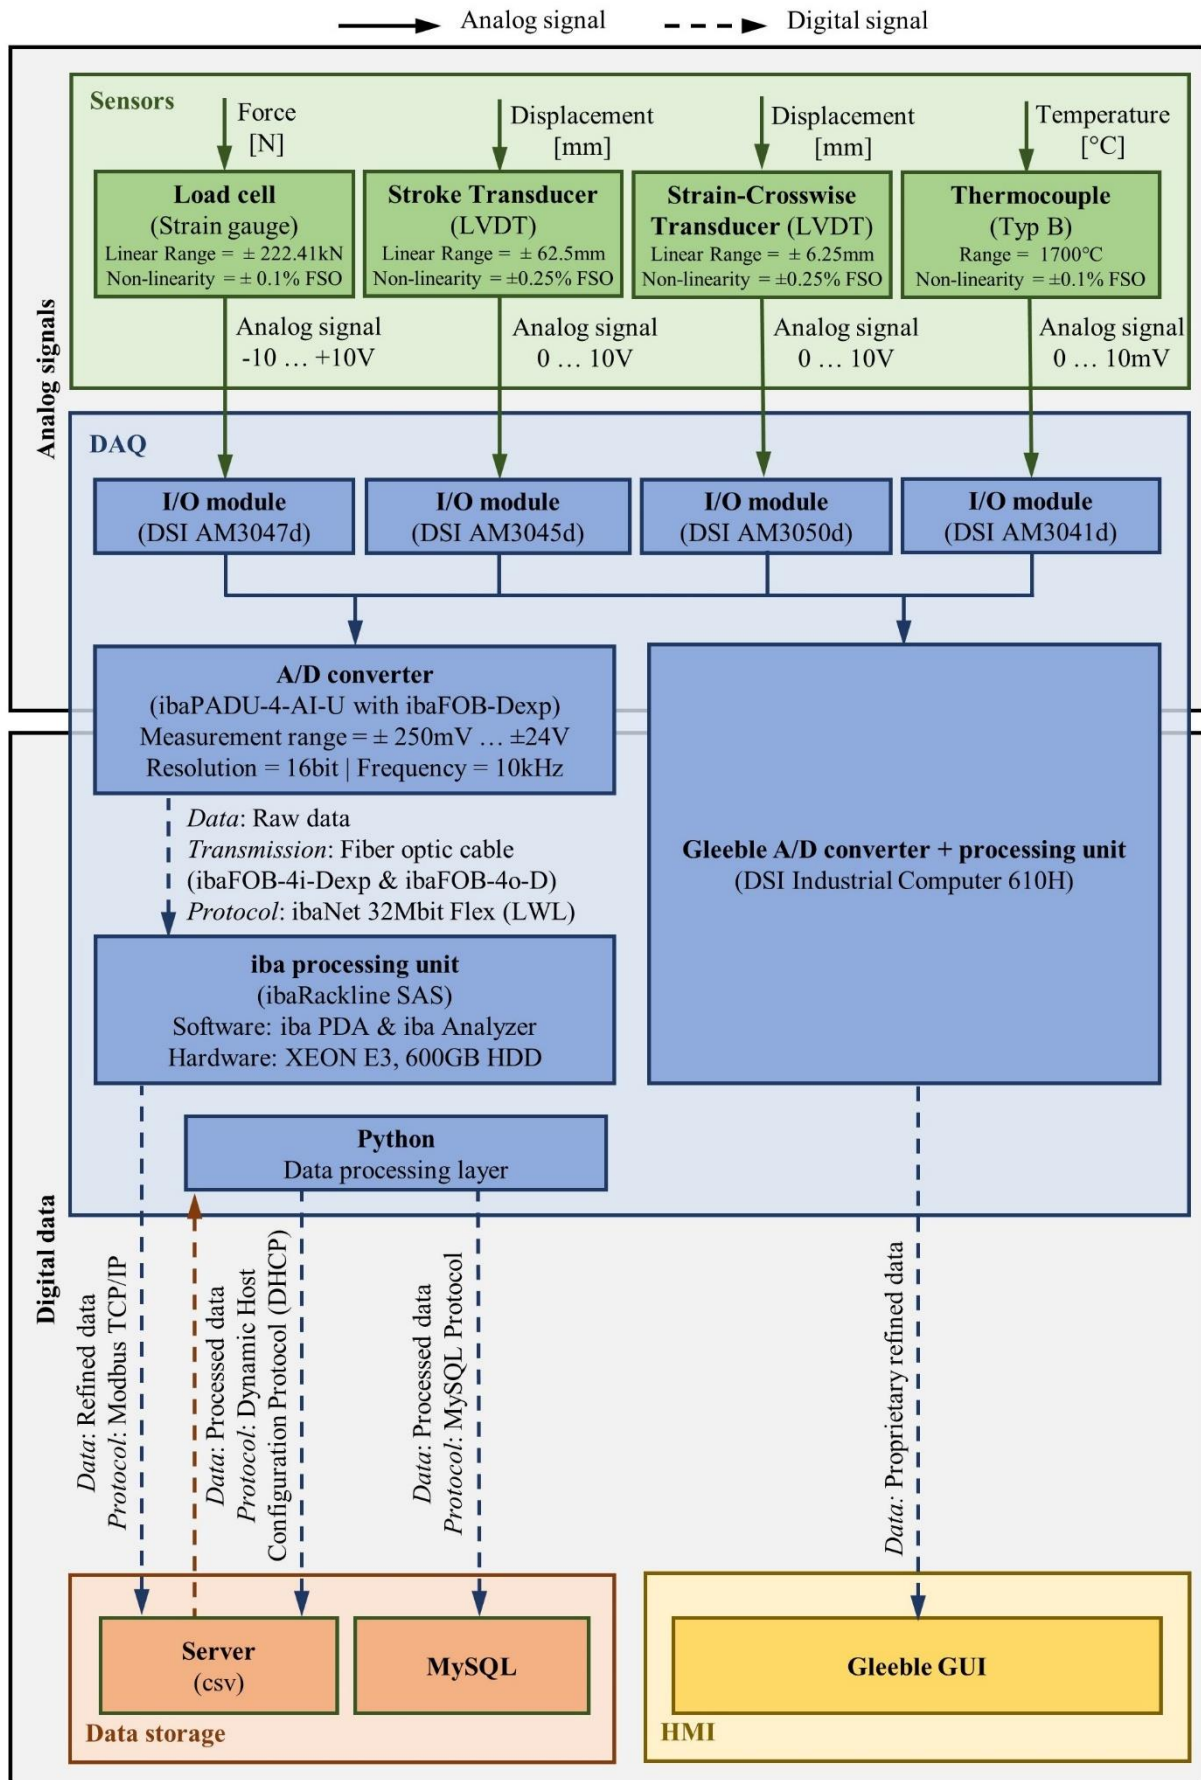 Analog signal
Digital signal
Analog signals
Sensors
Force
[N]
Displacement
[mm]
Displacement
[mm]
Temperature
[°C]
Load cell
(Strain gauge)
Linear Range = ± 222.41kN
Non-linearity = ± 0.1% FSO
Stroke Transducer
(LVDT)
Linear Range = ± 62.5mm
Non-linearity = ±0.25% FSO
Strain-Crosswise
Transducer (LVDT)
Linear Range = ± 6.25mm
Non-linearity = ±0.25% FSO
Thermocouple
(Typ B)
Range = 1700°C
Non-linearity = ±0.1% FSO
Analog signal
-10 … +10V
Analog signal
0 … 10V
Analog signal
0 … 10V
Analog signal
0 … 10mV
DAQ
I/O module
(DSI AM3047d)
I/O module
(DSI AM3045d)
I/O module
(DSI AM3050d)
I/O module
(DSI AM3041d)
A/D converter
(ibaPADU-4-AI-U with ibaFOB-Dexp)
Measurement range = ± 250mV … ±24V
Resolution = 16bit | Frequency = 10kHz
Data: Raw data
Transmission: Fiber optic cable
(ibaFOB-4i-Dexp & ibaFOB-4o-D)
Protocol: ibaNet 32Mbit Flex (LWL)
Gleeble A/D converter + processing unit
(DSI Industrial Computer 610H)
iba processing unit
(ibaRackline SAS)
Software: iba PDA & iba Analyzer
Hardware: XEON E3, 600GB HDD
Python
Data processing layer
Digital data
Data: Refined data
Protocol: Modbus TCP/IP
Data: Processed data
Protocol: Dynamic Host
Configuration Protocol (DHCP)
Data: Processed data
Protocol: MySQL Protocol
Data: Proprietary refined data
Server
(csv)
MySQL
Data storage
Gleeble GUI
HMI